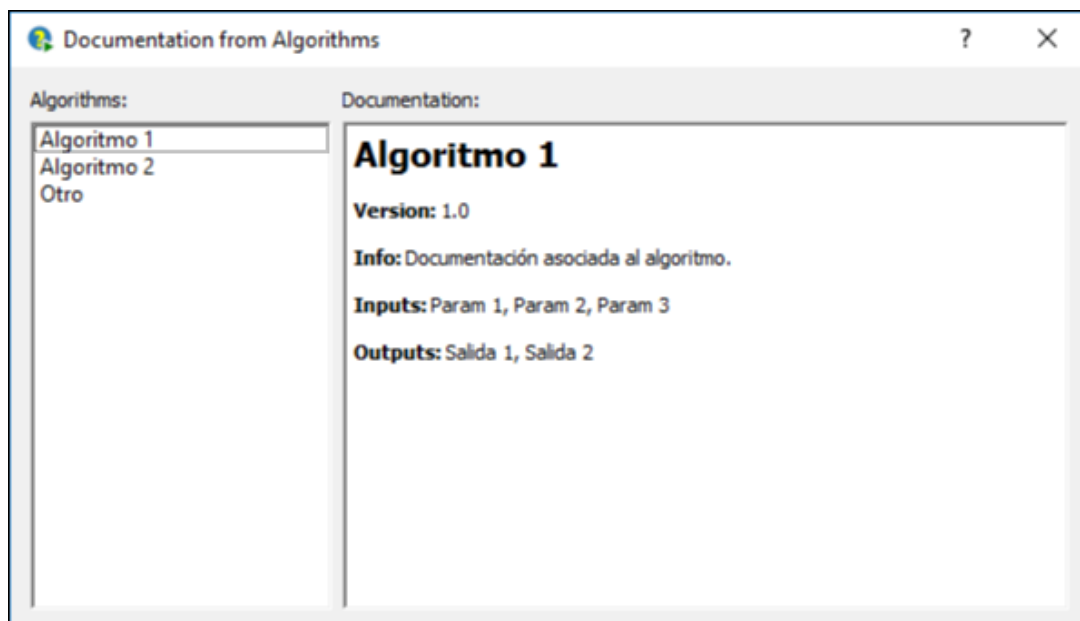 Documentation from Algorithms
Algorithms:
Documentation:
Algoritmo 1
Algoritmo 2
Otro
Algoritmo 1
Version: 1.0
Info: Documentación asociada al algoritmo.
Inputs: Param 1, Param 2, Param 3
Outputs: Salida 1, Salida 2